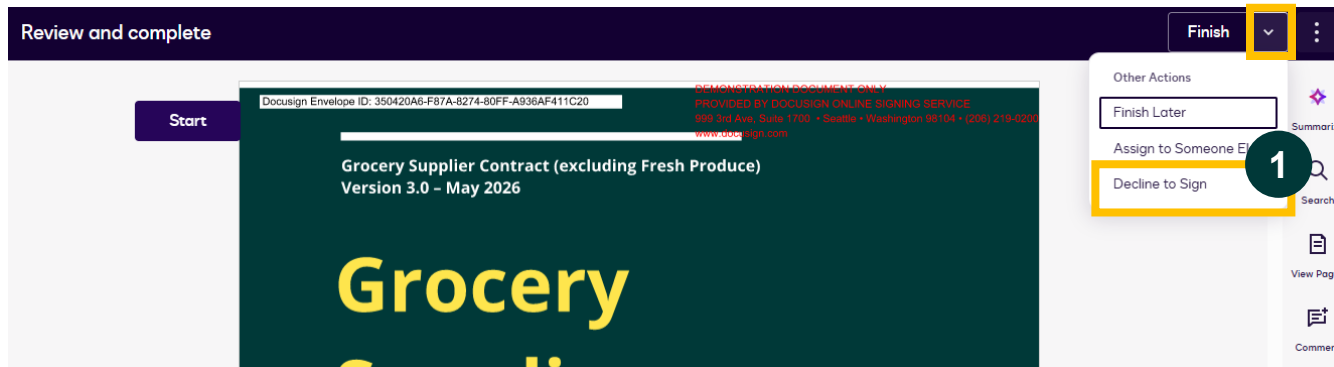 Review and complete
Finish
Other Actions
Finish Later
Assign to Someone
Decline to Sign
1
Start
Docusign Envelope ID: 350420A6-F87A-8274-80FF-A936AF411C20
DEMONSTRATION DOCUMENT ONLY
PROVIDED BY DOCUSIGN ONLINE SIGNING SERVICE
999 3rd Ave, Suite 1700 • Seattle • Washington 98104 • (206) 219-0200
www.docusign.com
Grocery Supplier Contract (excluding Fresh Produce)
Version 3.0 – May 2026
Grocery
Summari
Search
View Pag
Commer